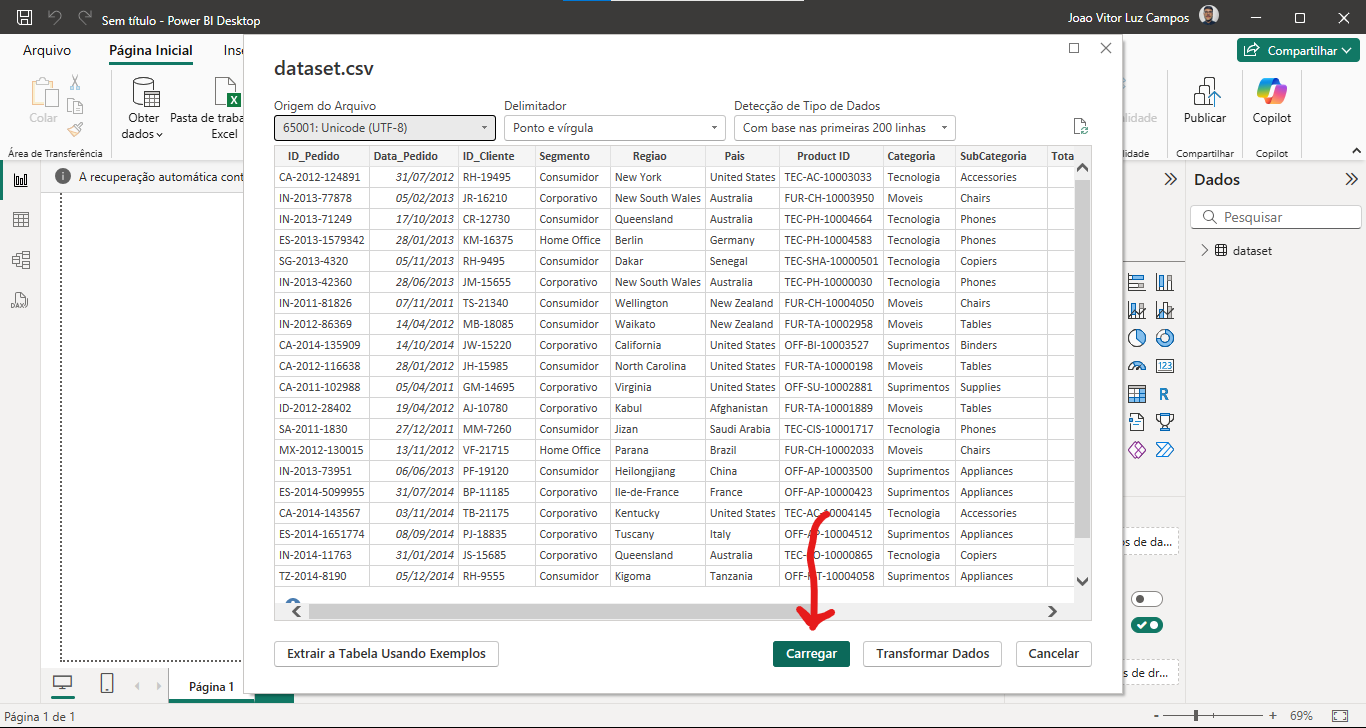 Sem título - Power BI Desktop
Joao Vitor Luz Campos
Arquivo
Página Inicial
Compartilhar
Colar
Obter dados
Pasta de traba
Excel
Publicar
Copilot
Área de Transferência
Compartilhar
Copilot
A recuperação automática cont
dataset.csv
Origem do Arquivo
Delimitador
Detecção de Tipo de Dados
65001: Unicode (UTF-8)
Ponto e vírgula
Com base nas primeiras 200 linhas
ID_Pedido Data_Pedido ID_Cliente Segmento Regiao Pais Product ID Categoria SubCategoria Tota
CA-2012-124891 31/07/2012 RH-19495 Consumidor New York United States TEC-AC-10003033 Tecnologia Accessories
IN-2013-77878 05/02/2013 JR-16210 Corporativo New South Wales Australia FUR-CH-10003950 Moveis Chairs
IN-2013-71249 17/10/2013 CR-12730 Consumidor Queensland Australia TEC-PH-10004664 Tecnologia Phones
ES-2013-1579342 28/01/2013 KM-16375 Home Office Berlin Germany TEC-PH-10004583 Tecnologia Phones
SG-2013-4320 05/11/2013 RH-9495 Consumidor Dakar Senegal TEC-SHA-10000501 Tecnologia Copiers
IN-2013-42360 28/06/2013 JM-15655 Corporativo New South Wales Australia TEC-PH-10000030 Tecnologia Phones
IN-2011-81826 07/11/2011 TS-21340 Consumidor Wellington New Zealand FUR-CH-10004050 Moveis Chairs
IN-2012-86369 14/04/2012 MB-18085 Consumidor Waikato New Zealand FUR-TA-10002958 Moveis Tables
CA-2014-135909 14/10/2014 JW-15220 Corporativo California United States OFF-BI-10003527 Suprimentos Binders
CA-2012-116638 28/01/2012 JH-15985 Consumidor North Carolina United States FUR-TA-10000198 Moveis Tables
CA-2011-102988 05/04/2011 GM-14695 Corporativo Virginia United States OFF-SU-10002881 Suprimentos Supplies
ID-2012-28402 19/04/2012 AJ-10780 Corporativo Kabul Afghanistan FUR-TA-10001889 Moveis Tables
SA-2011-1830 27/12/2011 MM-7260 Consumidor Jizan Saudi Arabia TEC-CIS-10001717 Tecnologia Phones
MX-2012-130015 13/11/2012 VF-21715 Home Office Parana Brazil FUR-CH-10002033 Moveis Chairs
IN-2013-73951 06/06/2013 PF-19120 Consumidor Heilongjiang China OFF-AP-10003500 Suprimentos Appliances
ES-2014-5099955 31/07/2014 BP-11185 Corporativo Ile-de-France France OFF-AP-10000423 Suprimentos Appliances
CA-2014-143567 03/11/2014 TB-21175 Corporativo Kentucky United States TEC-AC-10004145 Tecnologia Accessories
ES-2014-1651774 08/09/2014 PJ-18835 Corporativo Tuscany Italy OFF-AP-10004512 Suprimentos Appliances
IN-2014-11763 31/01/2014 JS-15685 Corporativo Queensland Australia TEC-CO-10000865 Tecnologia Copiers
TZ-2014-8190 05/12/2014 RH-9555 Consumidor Kigoma Tanzania 10004058 Suprimentos Appliances
Extrair a Tabela Usando Exemplos
Carregar
Transformar Dados
Cancelar
Dados
Pesquisar
dataset
123
R
DAX
s de da...
s de dr...
Página 1
Página 1 de 1
69%